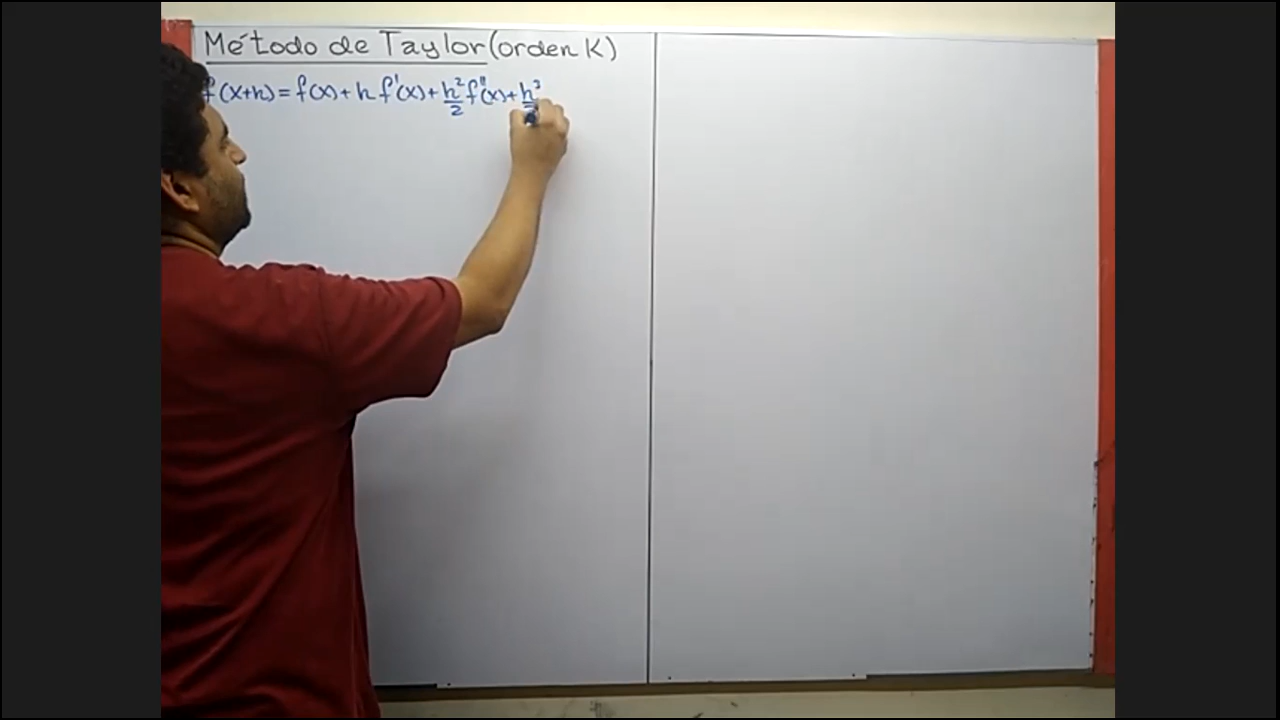 Método de Taylor (orden K)
f(x+h) = f(x) + h f'(x) + h²/2 f''(x) + h³